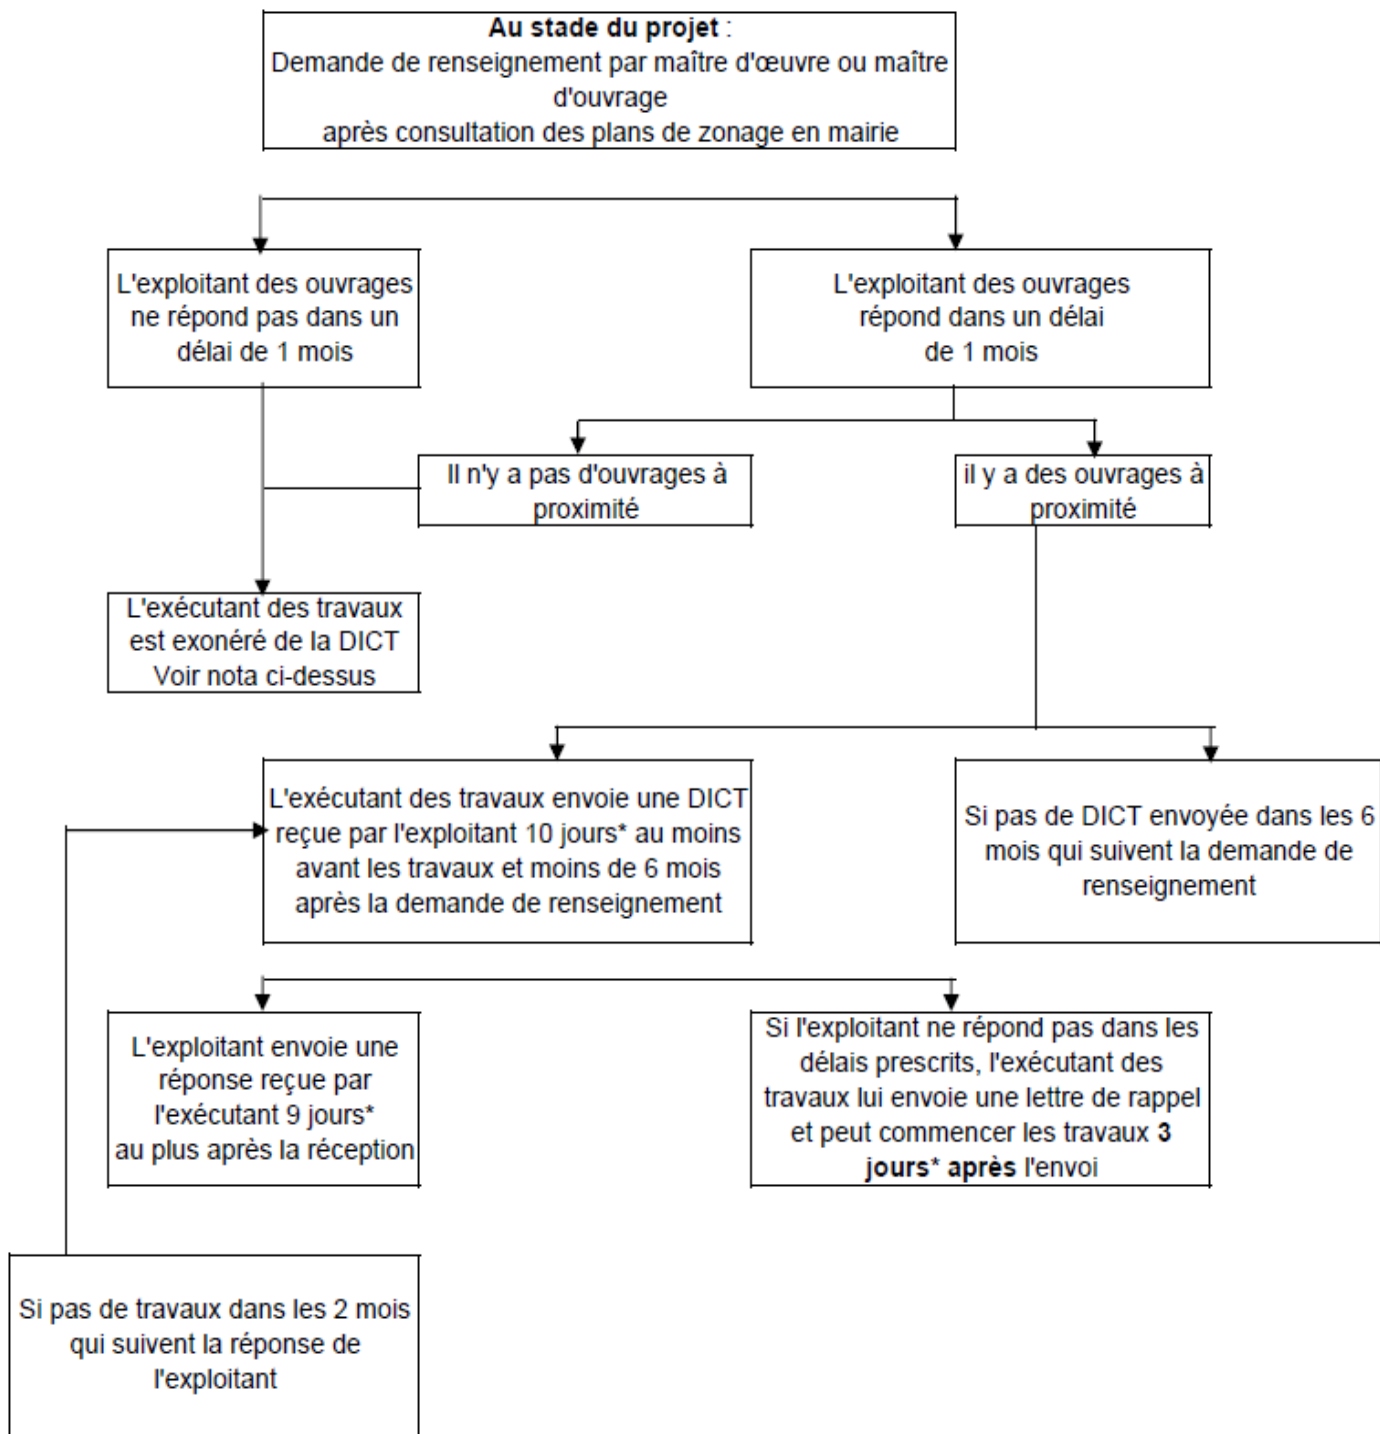 Au stade du projet :
Demande de renseignement par maître d'œuvre ou maître
d'ouvrage
après consultation des plans de zonage en mairie
L'exploitant des ouvrages
ne répond pas dans un
délai de 1 mois
L'exploitant des ouvrages
répond dans un délai
de 1 mois
Il n'y a pas d'ouvrages à
proximité
il y a des ouvrages à
proximité
L'exécutant des travaux
est exonéré de la DICT
Voir nota ci-dessus
L'exécutant des travaux envoie une DICT
reçue par l'exploitant 10 jours* au moins
avant les travaux et moins de 6 mois
après la demande de renseignement
Si pas de DICT envoyée dans les 6
mois qui suivent la demande de
renseignement
L'exploitant envoie une
réponse reçue par
l'exécutant 9 jours*
au plus après la réception
Si l'exploitant ne répond pas dans les
délais prescrits, l'exécutant des
travaux lui envoie une lettre de rappel
et peut commencer les travaux 3
jours* après l'envoi
Si pas de travaux dans les 2 mois
qui suivent la réponse de
l'exploitant